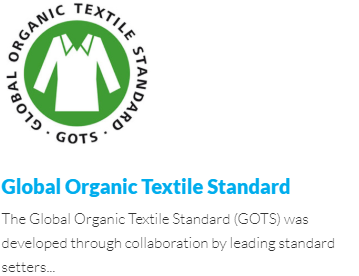 GLOBAL ORGANIC TEXTILE STANDARD
· GOTS ·
Global Organic Textile Standard
The Global Organic Textile Standard (GOTS) was
developed through collaboration by leading standard
setters...